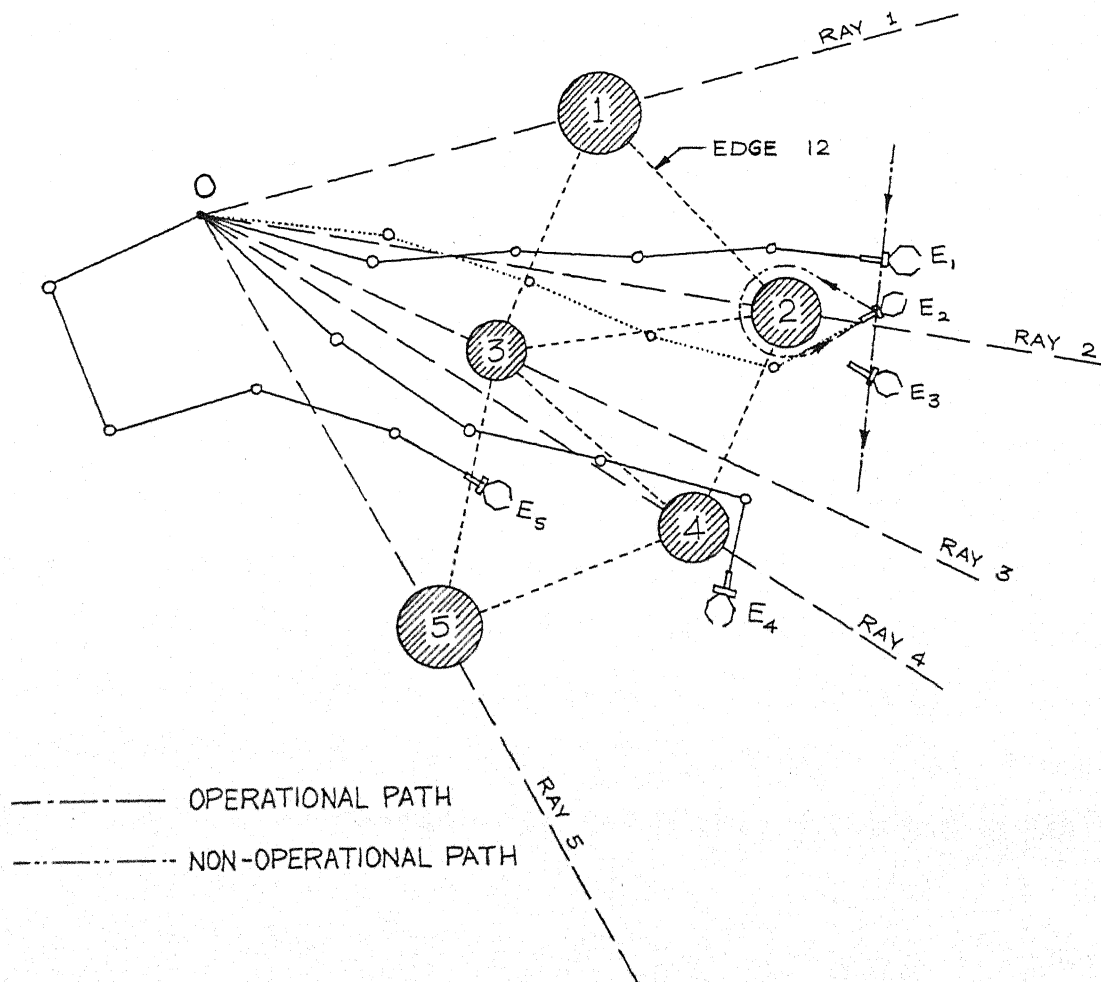 RAY 1
1
EDGE 12
O
E1
2
E2
RAY 2
3
E3
E5
4
RAY 3
E4
5
RAY 4
RAY 5
OPERATIONAL PATH
NON-OPERATIONAL PATH